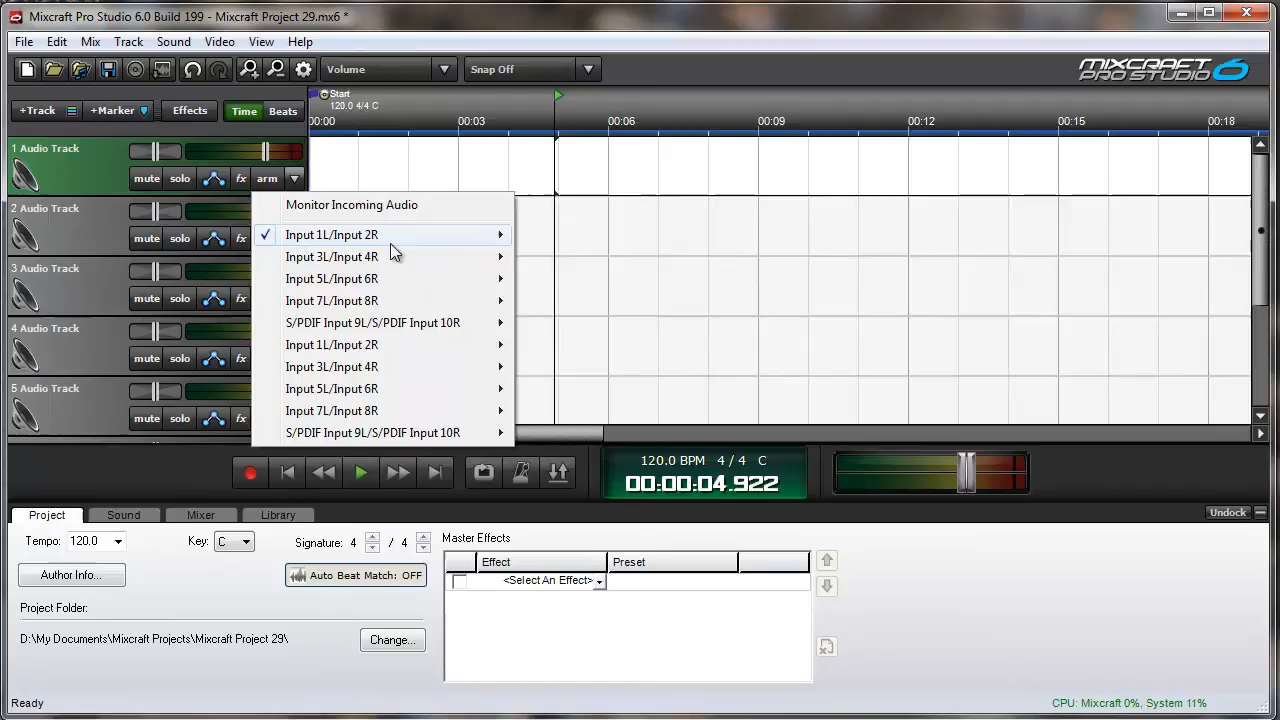 Mixcraft Pro Studio 6.0 Build 199 - Mixcraft Project 29.mx6 *
File Edit Mix Track Sound Video View Help
Volume Snap Off MIXCRAFT PRO STUDIO 6
+Track +Marker Effects Time Beats
Start
120.0 4/4 C
00:00 00:03 00:06 00:09 00:12 00:15 00:18
1 Audio Track
mute solo fx arm
2 Audio Track
mute solo fx
3 Audio Track
mute solo fx
4 Audio Track
mute solo fx
5 Audio Track
mute solo fx
Monitor Incoming Audio
Input 1L/Input 2R
Input 3L/Input 4R
Input 5L/Input 6R
Input 7L/Input 8R
S/PDIF Input 9L/S/PDIF Input 10R
Input 1L/Input 2R
Input 3L/Input 4R
Input 5L/Input 6R
Input 7L/Input 8R
S/PDIF Input 9L/S/PDIF Input 10R
120.0 BPM 4 / 4 C
00:00:04.922
Project Sound Mixer Library Undock
Tempo: 120.0 Key: C Signature: 4 / 4
Author Info... Auto Beat Match: OFF
Project Folder:
D:\My Documents\Mixcraft Projects\Mixcraft Project 29\ Change...
Master Effects
Effect Preset
<Select An Effect>
Ready CPU: Mixcraft 0%, System 11%